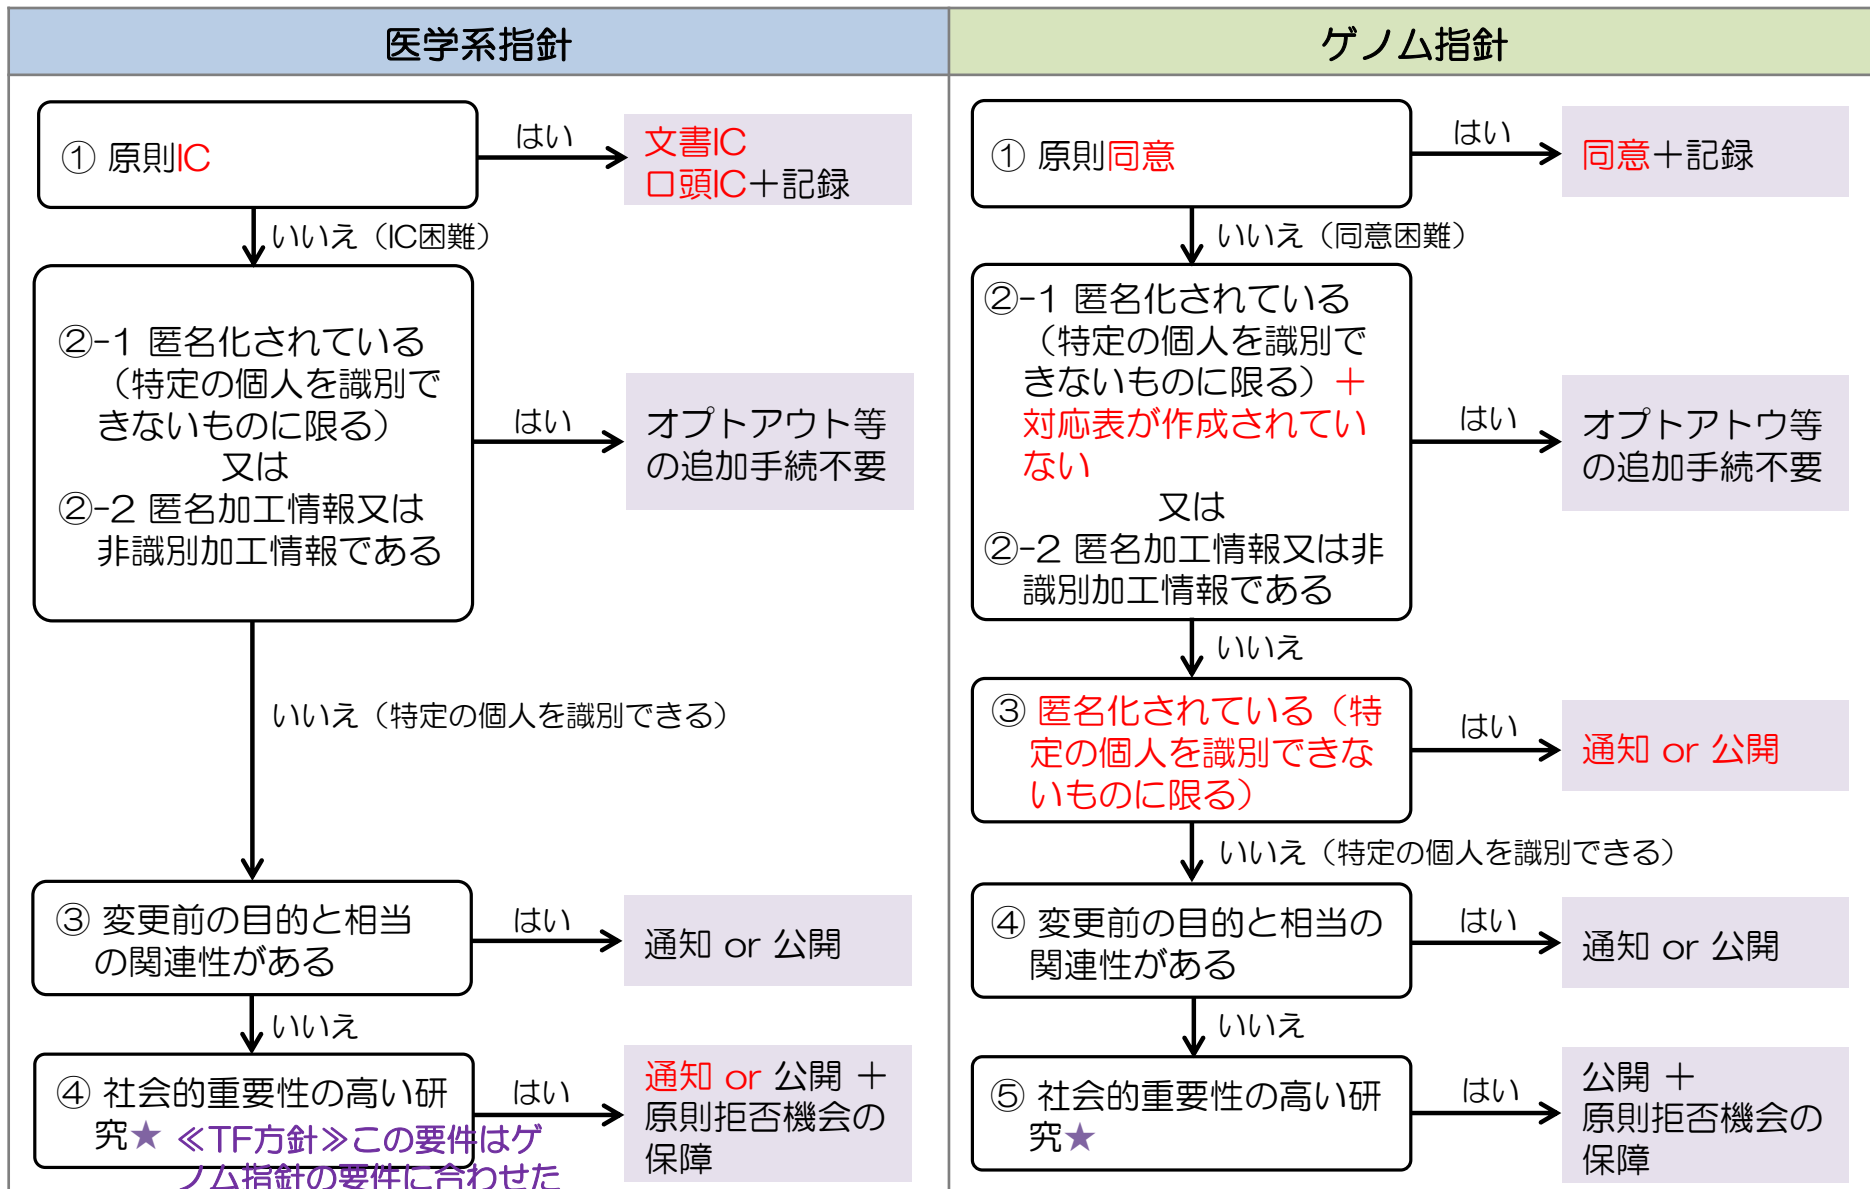 医学系指針
① 原則IC
はい
文書IC
口頭IC＋記録
いいえ（IC困難）
②-1 匿名化されている
（特定の個人を識別で
きないものに限る）
又は
②-2 匿名加工情報又は
非識別加工情報である
はい
オプトアウト等
の追加手続不要
いいえ（特定の個人を識別できる）
③ 変更前の目的と相当
の関連性がある
はい
通知 or 公開
いいえ
④ 社会的重要性の高い研
究★
≪TF方針≫この要件はゲ
ノム指針の要件に合わせた
はい
通知 or 公開 ＋
原則拒否機会の
保障
ゲノム指針
① 原則同意
はい
同意＋記録
いいえ（同意困難）
②-1 匿名化されている
（特定の個人を識別で
きないものに限る）＋
対応表が作成されてい
ない
又は
②-2 匿名加工情報又は非
識別加工情報である
はい
オプトアトウ等
の追加手続不要
いいえ
③ 匿名化されている（特
定の個人を識別できな
いものに限る）
はい
通知 or 公開
いいえ（特定の個人を識別できる）
④ 変更前の目的と相当の
関連性がある
はい
通知 or 公開
いいえ
⑤ 社会的重要性の高い研
究★
はい
公開 ＋
原則拒否機会の
保障